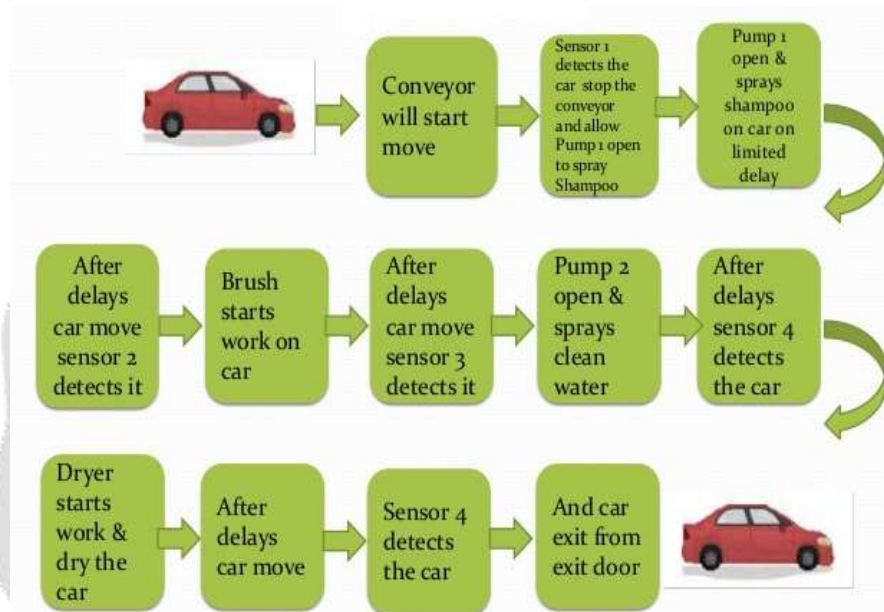 Conveyor
will start
move
Sensor 1
detects the
car stop the
conveyor
and allow
Pump 1 open
to spray
Shampoo
Pump 1
open &
sprays
shampoo
on car on
limited
delay
After
delays
car move
sensor 2
detects it
Brush
starts
work on
car
After
delays
car move
sensor 3
detects it
Pump 2
open &
sprays
clean
water
After
delays
sensor 4
detects
the car
Dryer
starts
work &
dry the
car
After
delays
car move
Sensor 4
detects
the car
And car
exit from
exit door